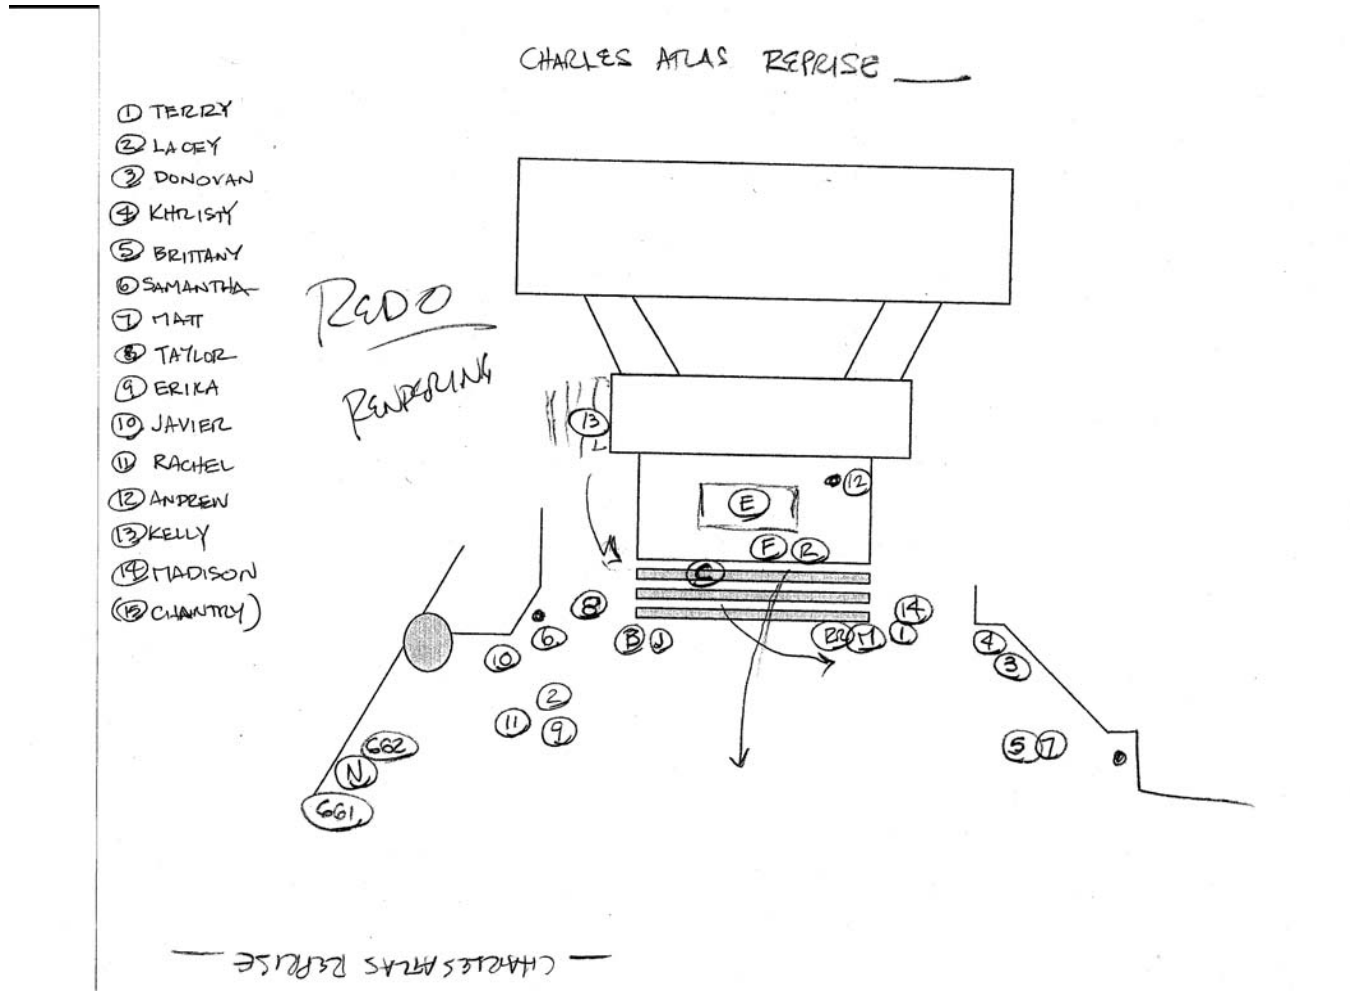 CHARLES ATLAS REPRISE
① TERRY
② LACEY
③ DONOVAN
④ KHRISTY
⑤ BRITTANY
⑥ SAMANTHA
⑦ MATT
⑧ TAYLOR
⑨ ERIKA
⑩ JAVIER
⑪ RACHEL
⑫ ANDREW
⑬ KELLY
⑭ MADISON
(⑮ CHANTRY)
REDO
RENDERING
13
L
12
E
F R
C
8
14
6
B J
BR M 1
4
10
3
2
11
9
5 7
662
N
661
CHARLES ATLAS REPRISE